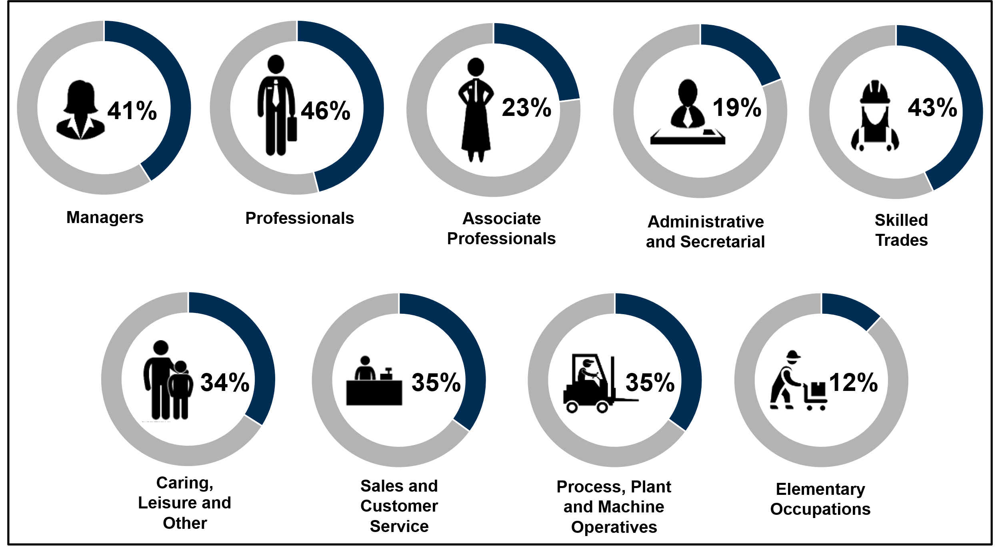 41%
46%
23%
19%
43%
Managers
Professionals
Associate
Professionals
Administrative
and Secretarial
Skilled
Trades
34%
35%
35%
12%
Caring,
Leisure and
Other
Sales and
Customer
Service
Process, Plant
and Machine
Operatives
Elementary
Occupations